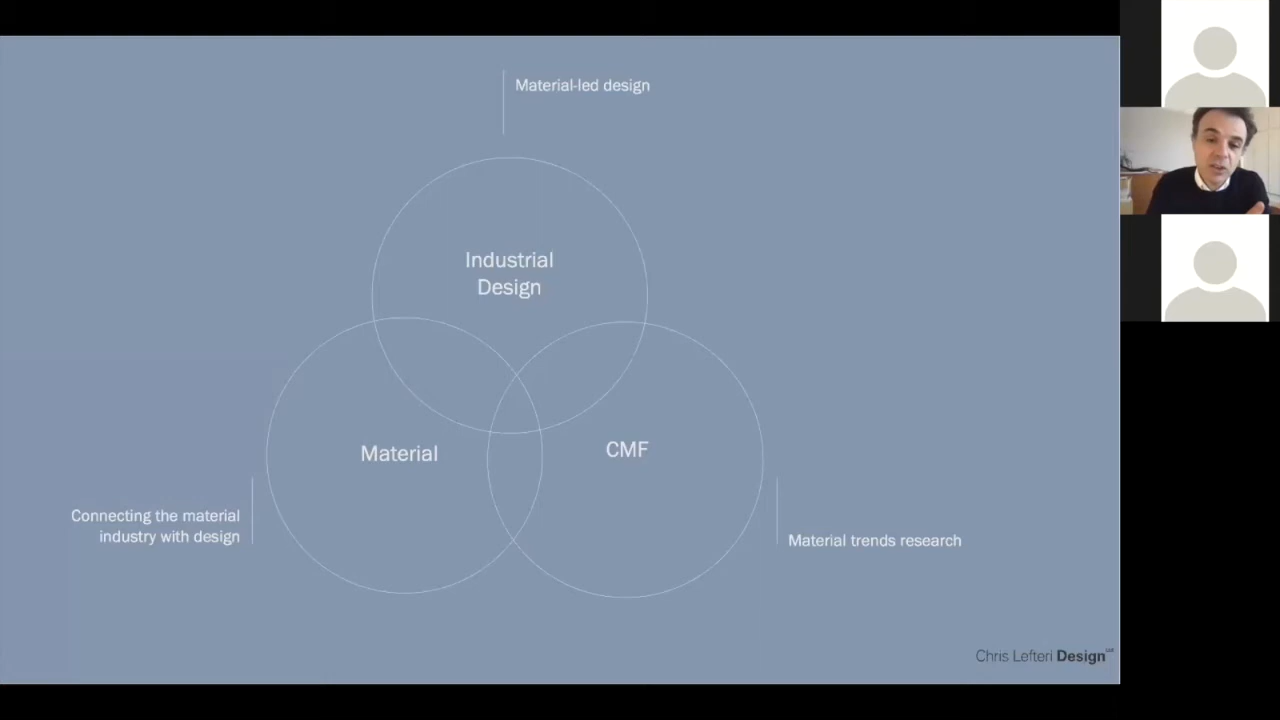 Material-led design
Industrial
Design
Material
CMF
Connecting the material
industry with design
Material trends research
Chris Lefteri Design Ltd